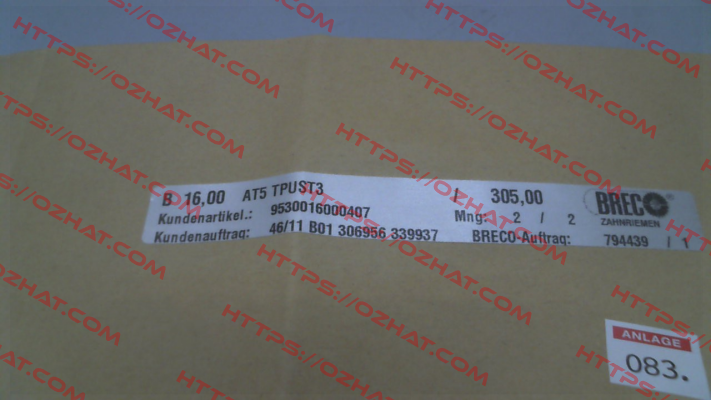 B 16,00 AT5 TPUST3 l 305,00
Kundenartikel.: 9530016000407 Mng: 2 / 2
Kundenauftrag: 46/11 B01 306956 339937 BRECO-Auftrag: 794439 / 1
BRECO
ZAHNRIEMEN
ANLAGE
083.
HTTPS://OZHAT.COM